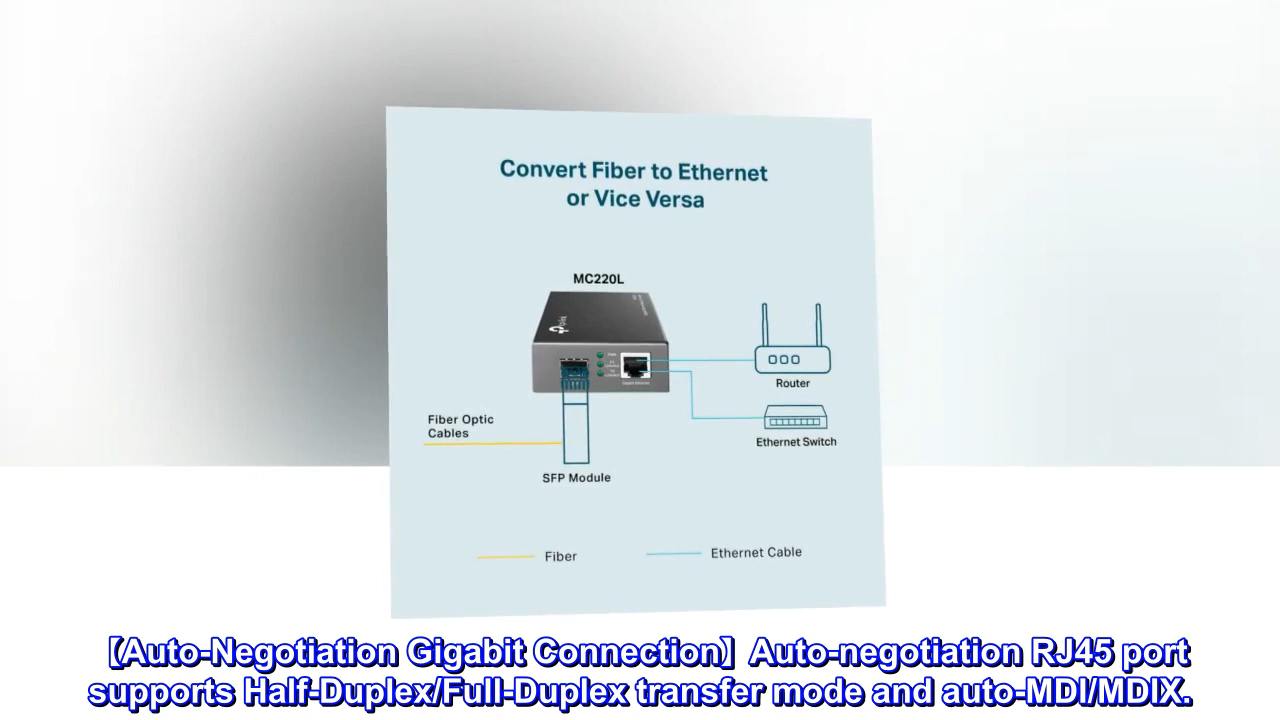 Convert Fiber to Ethernet
or Vice Versa
MC220L
tp-link
Router
Fiber Optic
Cables
Ethernet Switch
SFP Module
Fiber
Ethernet Cable
【Auto-Negotiation Gigabit Connection】Auto-negotiation RJ45 port
supports Half-Duplex/Full-Duplex transfer mode and auto-MDI/MDIX.